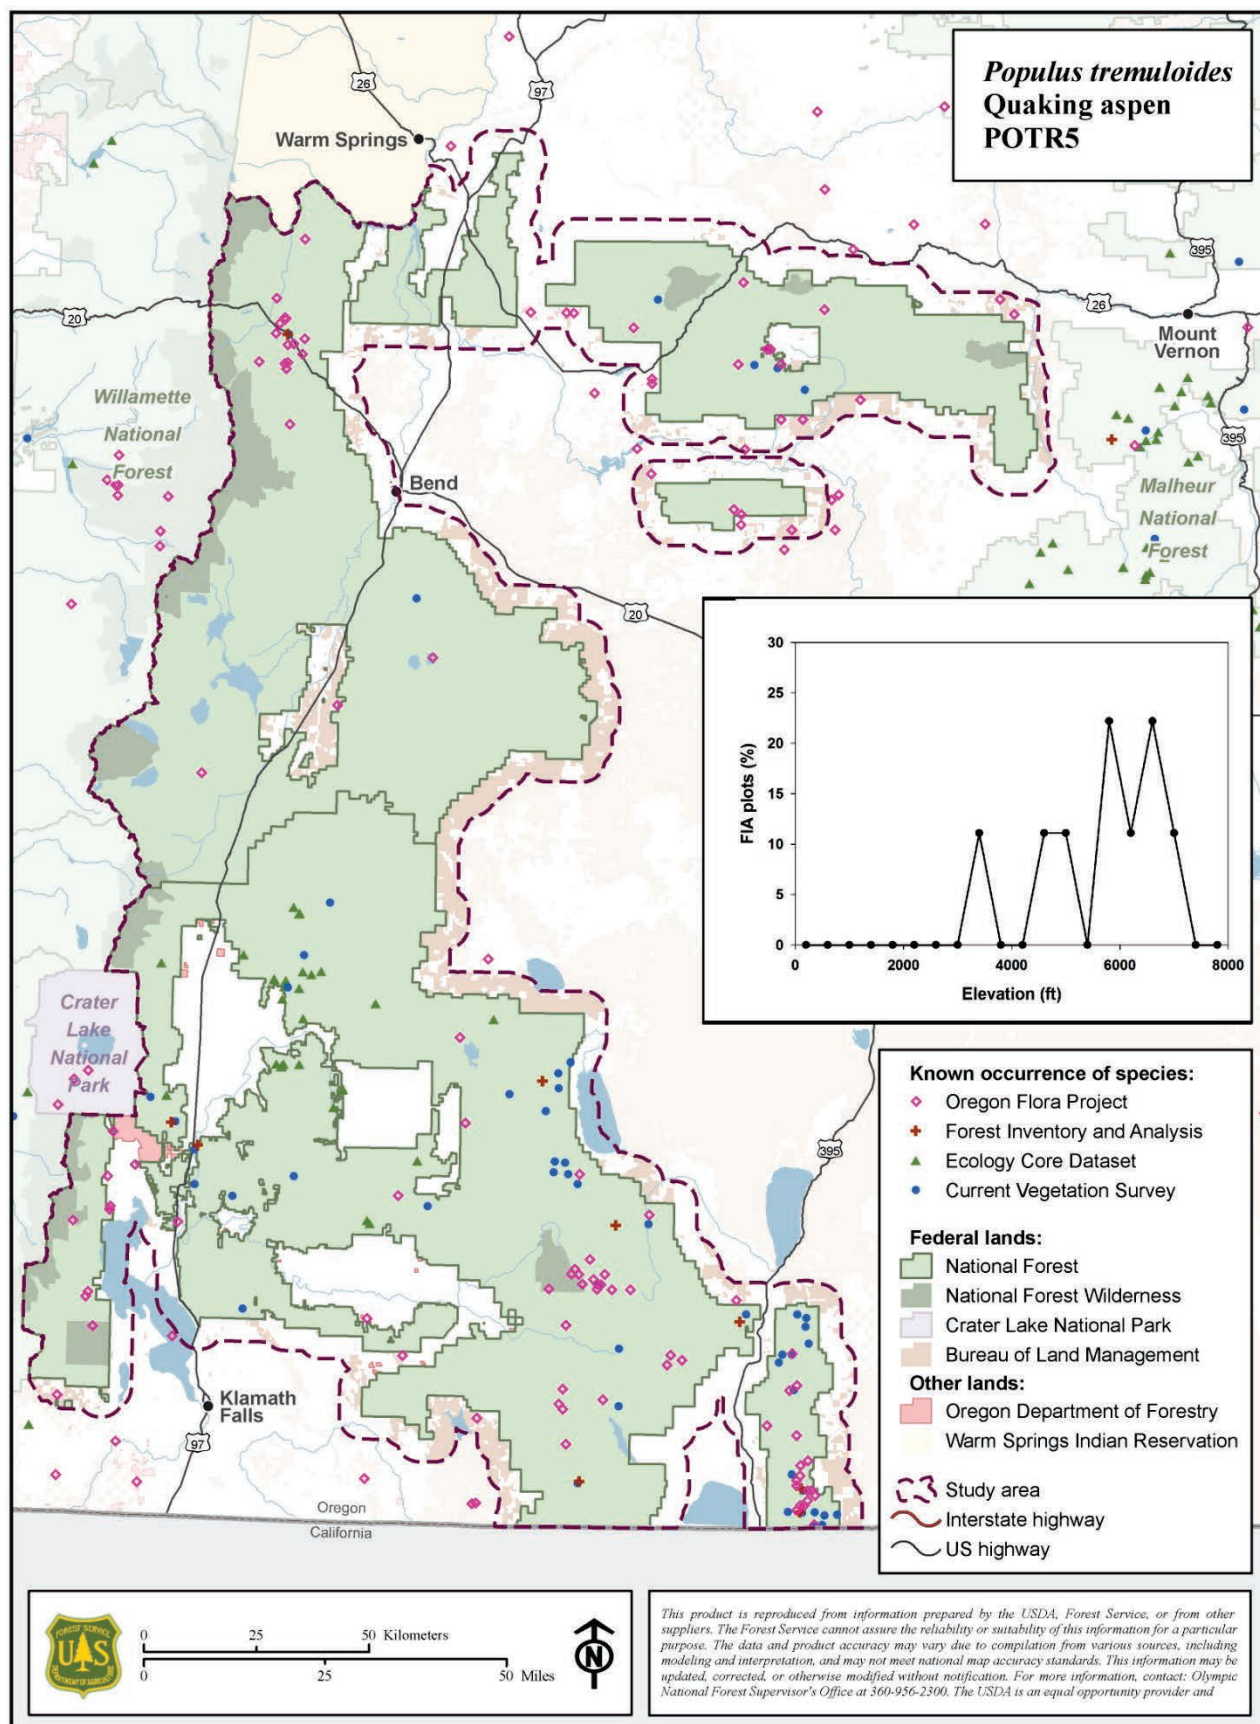 Populus tremuloides
Quaking aspen
POTR5
26
97
Warm Springs
395
20
26
Mount
Vernon
Willamette
National
Forest
395
Bend
Malheur
National
Forest
20
30
25
20
15
10
5
0
FIA plots (%)
0 2000 4000 6000 8000
Elevation (ft)
Crater
Lake
National
Park
Known occurrence of species:
Oregon Flora Project
Forest Inventory and Analysis
Ecology Core Dataset
Current Vegetation Survey
Federal lands:
National Forest
National Forest Wilderness
Crater Lake National Park
Bureau of Land Management
Other lands:
Oregon Department of Forestry
Warm Springs Indian Reservation
Study area
Interstate highway
US highway
395
Klamath
Falls
97
Oregon
California
FOREST SERVICE
US
DEPARTMENT OF AGRICULTURE
0 25 50 Kilometers
0 25 50 Miles
N
This product is reproduced from information prepared by the USDA, Forest Service, or from other
suppliers. The Forest Service cannot assure the reliability or suitability of this information for a particular
purpose. The data and product accuracy may vary due to compilation from various sources, including
modeling and interpretation, and may not meet national map accuracy standards. This information may be
updated, corrected, or otherwise modified without notification. For more information, contact: Olympic
National Forest Supervisor's Office at 360-956-2300. The USDA is an equal opportunity provider and